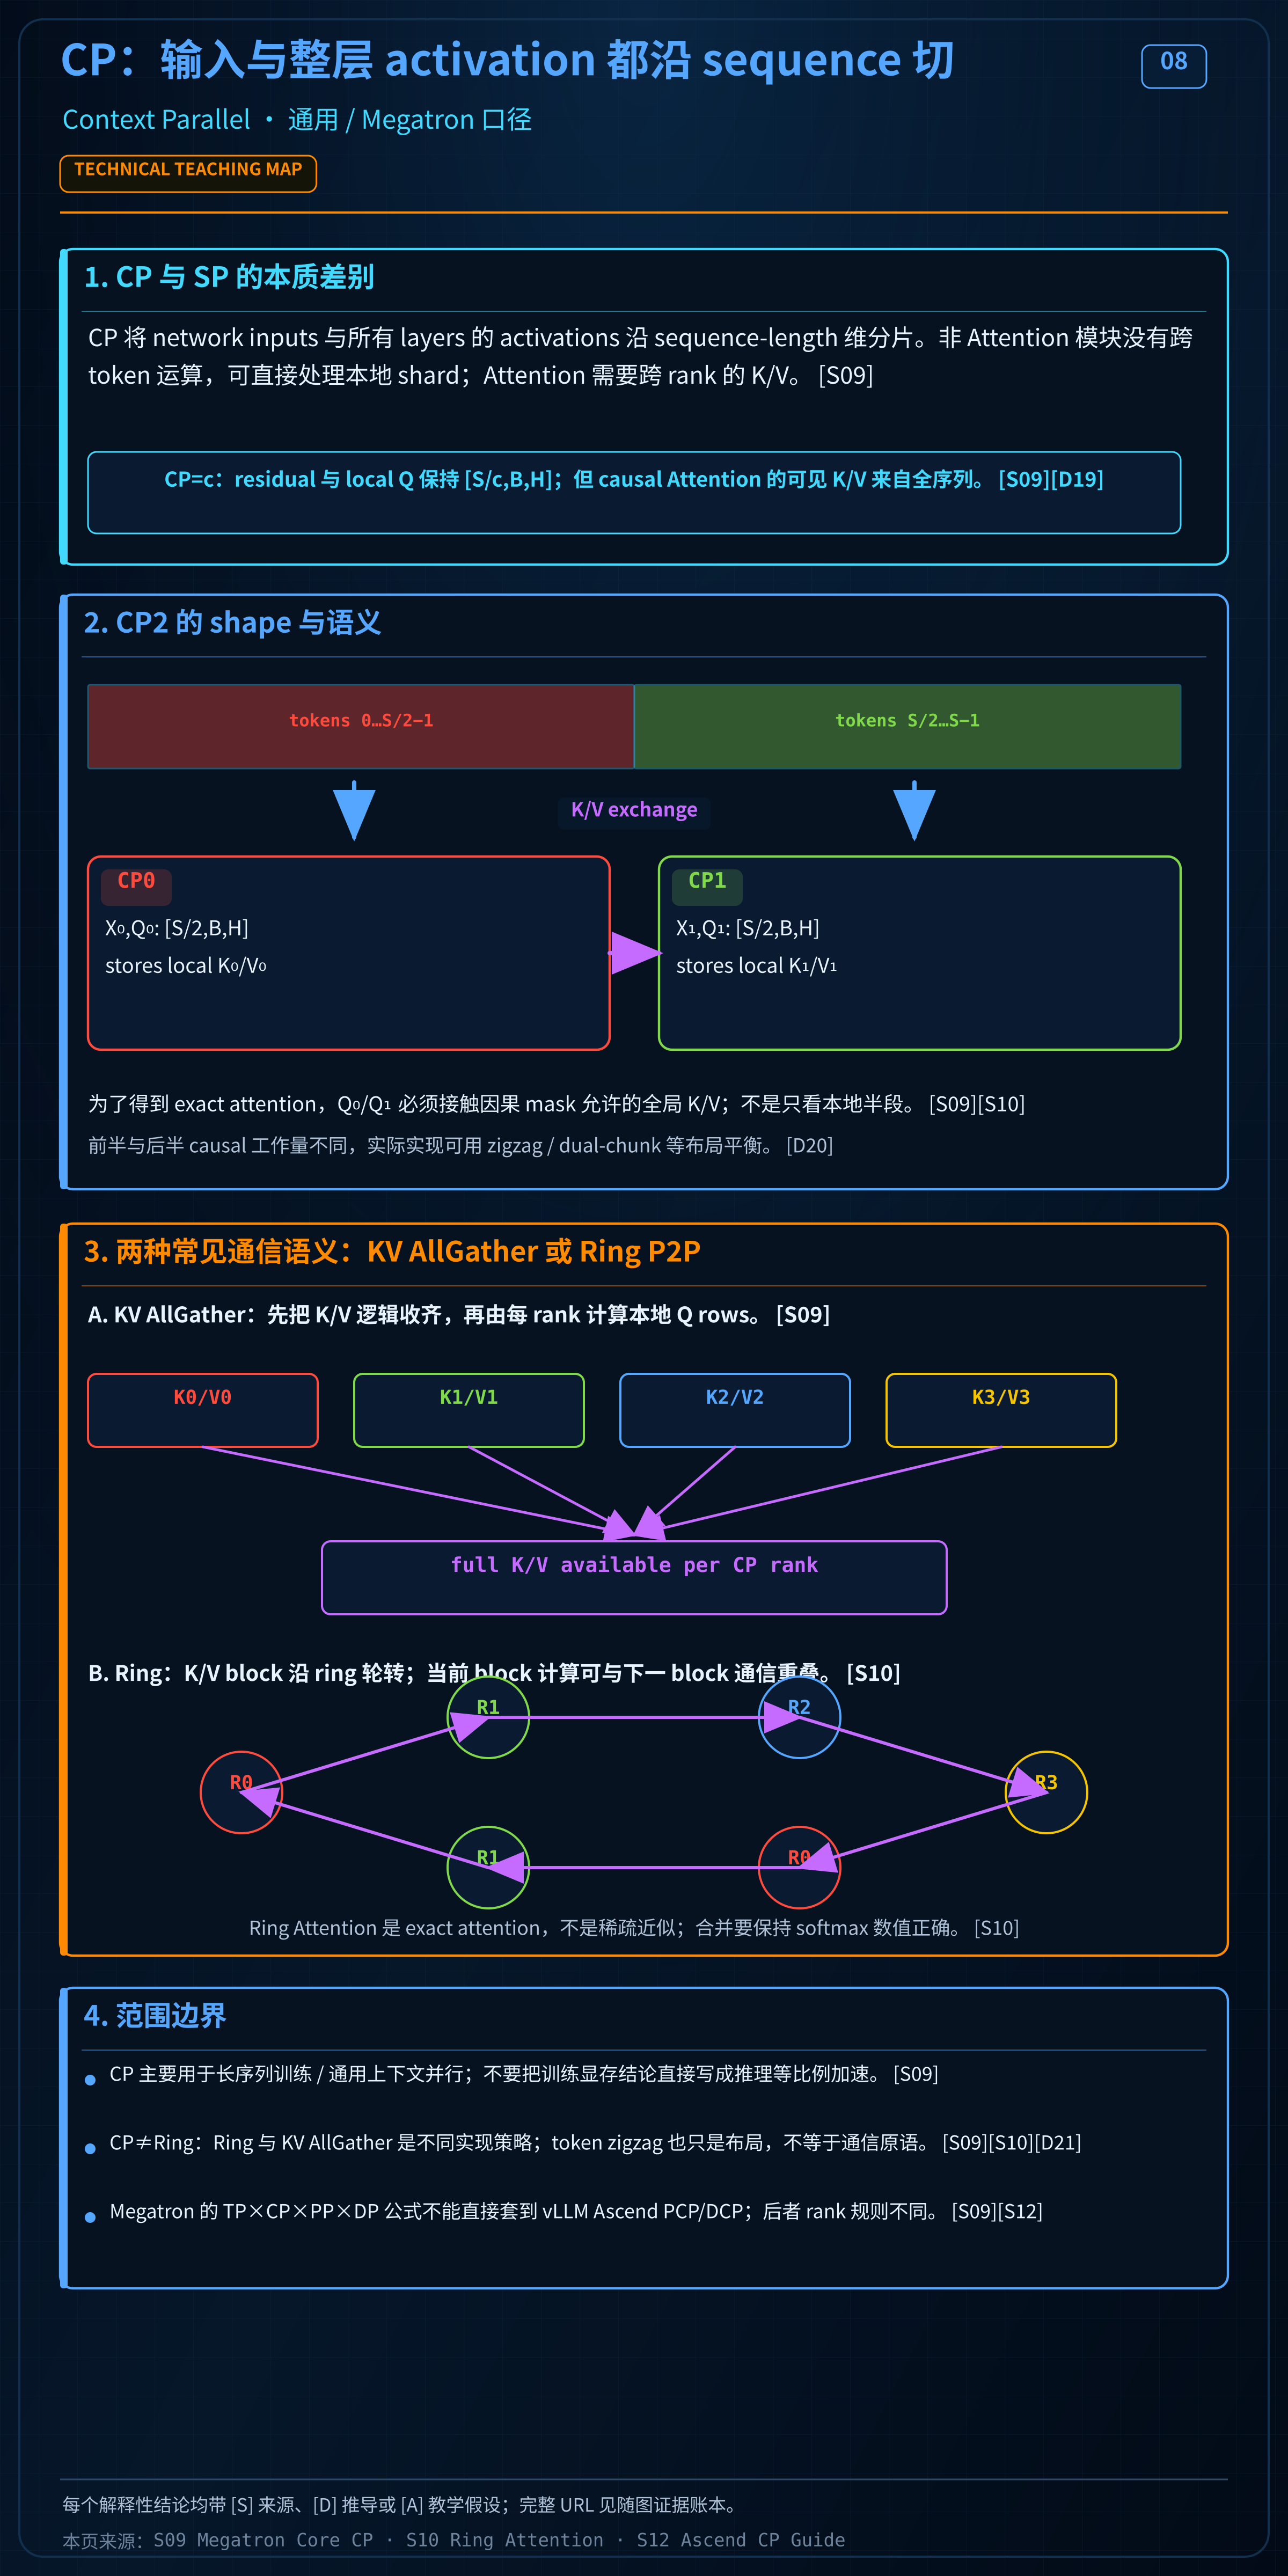 CP：输入与整层 activation 都沿 sequence 切
08
Context Parallel · 通用 / Megatron 口径
TECHNICAL TEACHING MAP
1. CP 与 SP 的本质差别
CP 将 network inputs 与所有 layers 的 activations 沿 sequence-length 维分片。非 Attention 模块没有跨
token 运算，可直接处理本地 shard；Attention 需要跨 rank 的 K/V。 [S09]
CP=c：residual 与 local Q 保持 [S/c,B,H]；但 causal Attention 的可见 K/V 来自全序列。 [S09][D19]
2. CP2 的 shape 与语义
tokens 0…S/2−1
tokens S/2…S−1
K/V exchange
CP0
X₀,Q₀: [S/2,B,H]
stores local K₀/V₀
CP1
X₁,Q₁: [S/2,B,H]
stores local K₁/V₁
为了得到 exact attention，Q₀/Q₁ 必须接触因果 mask 允许的全局 K/V；不是只看本地半段。 [S09][S10]
前半与后半 causal 工作量不同，实际实现可用 zigzag / dual-chunk 等布局平衡。 [D20]
3. 两种常见通信语义：KV AllGather 或 Ring P2P
A. KV AllGather：先把 K/V 逻辑收齐，再由每 rank 计算本地 Q rows。 [S09]
K0/V0
K1/V1
K2/V2
K3/V3
full K/V available per CP rank
B. Ring：K/V block 沿 ring 轮转；当前 block 计算可与下一 block 通信重叠。 [S10]
R1
R2
R0
R3
R1
R0
Ring Attention 是 exact attention，不是稀疏近似；合并要保持 softmax 数值正确。 [S10]
4. 范围边界
CP 主要用于长序列训练 / 通用上下文并行；不要把训练显存结论直接写成推理等比例加速。 [S09]
CP≠Ring：Ring 与 KV AllGather 是不同实现策略；token zigzag 也只是布局，不等于通信原语。 [S09][S10][D21]
Megatron 的 TP×CP×PP×DP 公式不能直接套到 vLLM Ascend PCP/DCP；后者 rank 规则不同。 [S09][S12]
每个解释性结论均带 [S] 来源、[D] 推导或 [A] 教学假设；完整 URL 见随图证据账本。
本页来源：S09 Megatron Core CP · S10 Ring Attention · S12 Ascend CP Guide